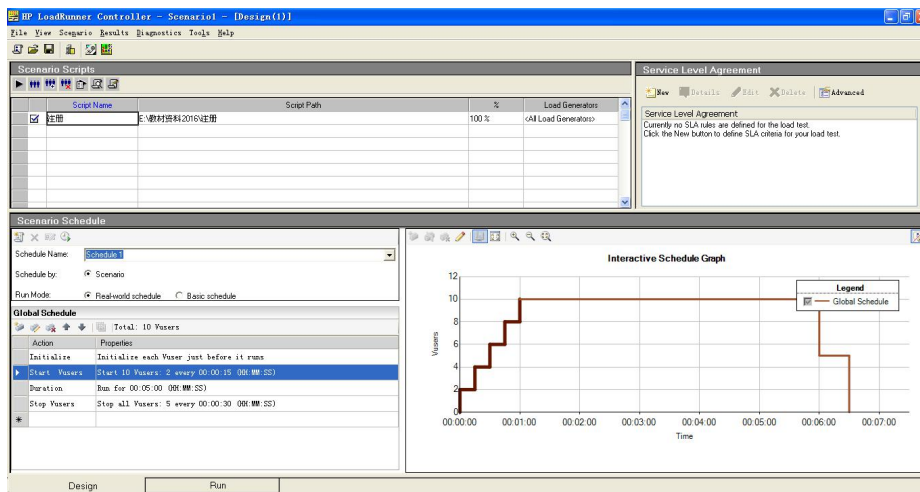 HP LoadRunner Controller - Scenario1 - [Design(1)]
File View Scenario Results Diagnostics Tools Help
Scenario Scripts
Script Name Script Path % Load Generators
注册 E:\教材资料2016\注册 100 % <All Load Generators>
Service Level Agreement
New Details Edit Delete Advanced
Service Level Agreement
Currently no SLA rules are defined for the load test.
Click the New button to define SLA criteria for your load test.
Scenario Schedule
Schedule Name: Schedule 1
Schedule by: Scenario
Run Mode: Real-world schedule Basic schedule
Global Schedule
Total: 10 Vusers
Action Properties
Initialize Initialize each Vuser just before it runs
Start Vusers Start 10 Vusers: 2 every 00:00:15 (HH:MM:SS)
Duration Run for 00:05:00 (HH:MM:SS)
Stop Vusers Stop all Vusers: 5 every 00:00:30 (HH:MM:SS)
Interactive Schedule Graph
Legend
Global Schedule
Vusers
12
10
8
6
4
2
0
00:00:00 00:01:00 00:02:00 00:03:00 00:04:00 00:05:00 00:06:00 00:07:00
Time
Design Run